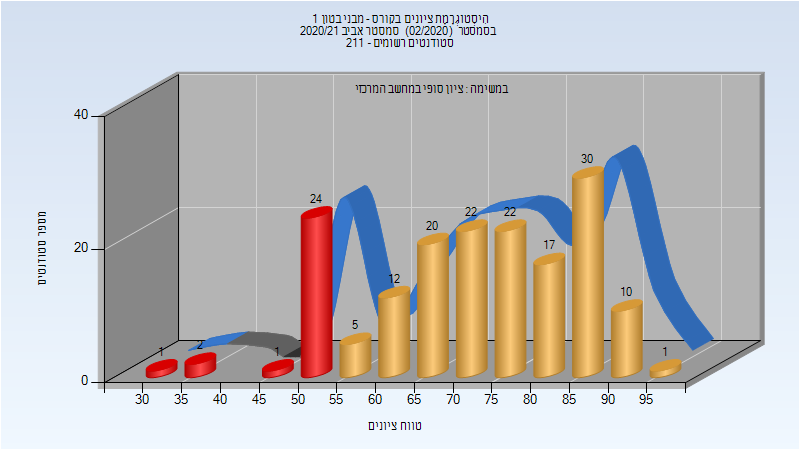 היסטוגרמת ציונים בקורס - מבני בטון 1
בסמסטר (02/2020) סמסטר אביב 2020/21
סטודנטים רשומים - 211
במשימה : ציון סופי במחשב המרכזי
מספר סטודנטים
40
20
0
1
2
1
24
5
12
20
22
22
17
30
10
1
30 35 40 45 50 55 60 65 70 75 80 85 90 95
טווח ציונים